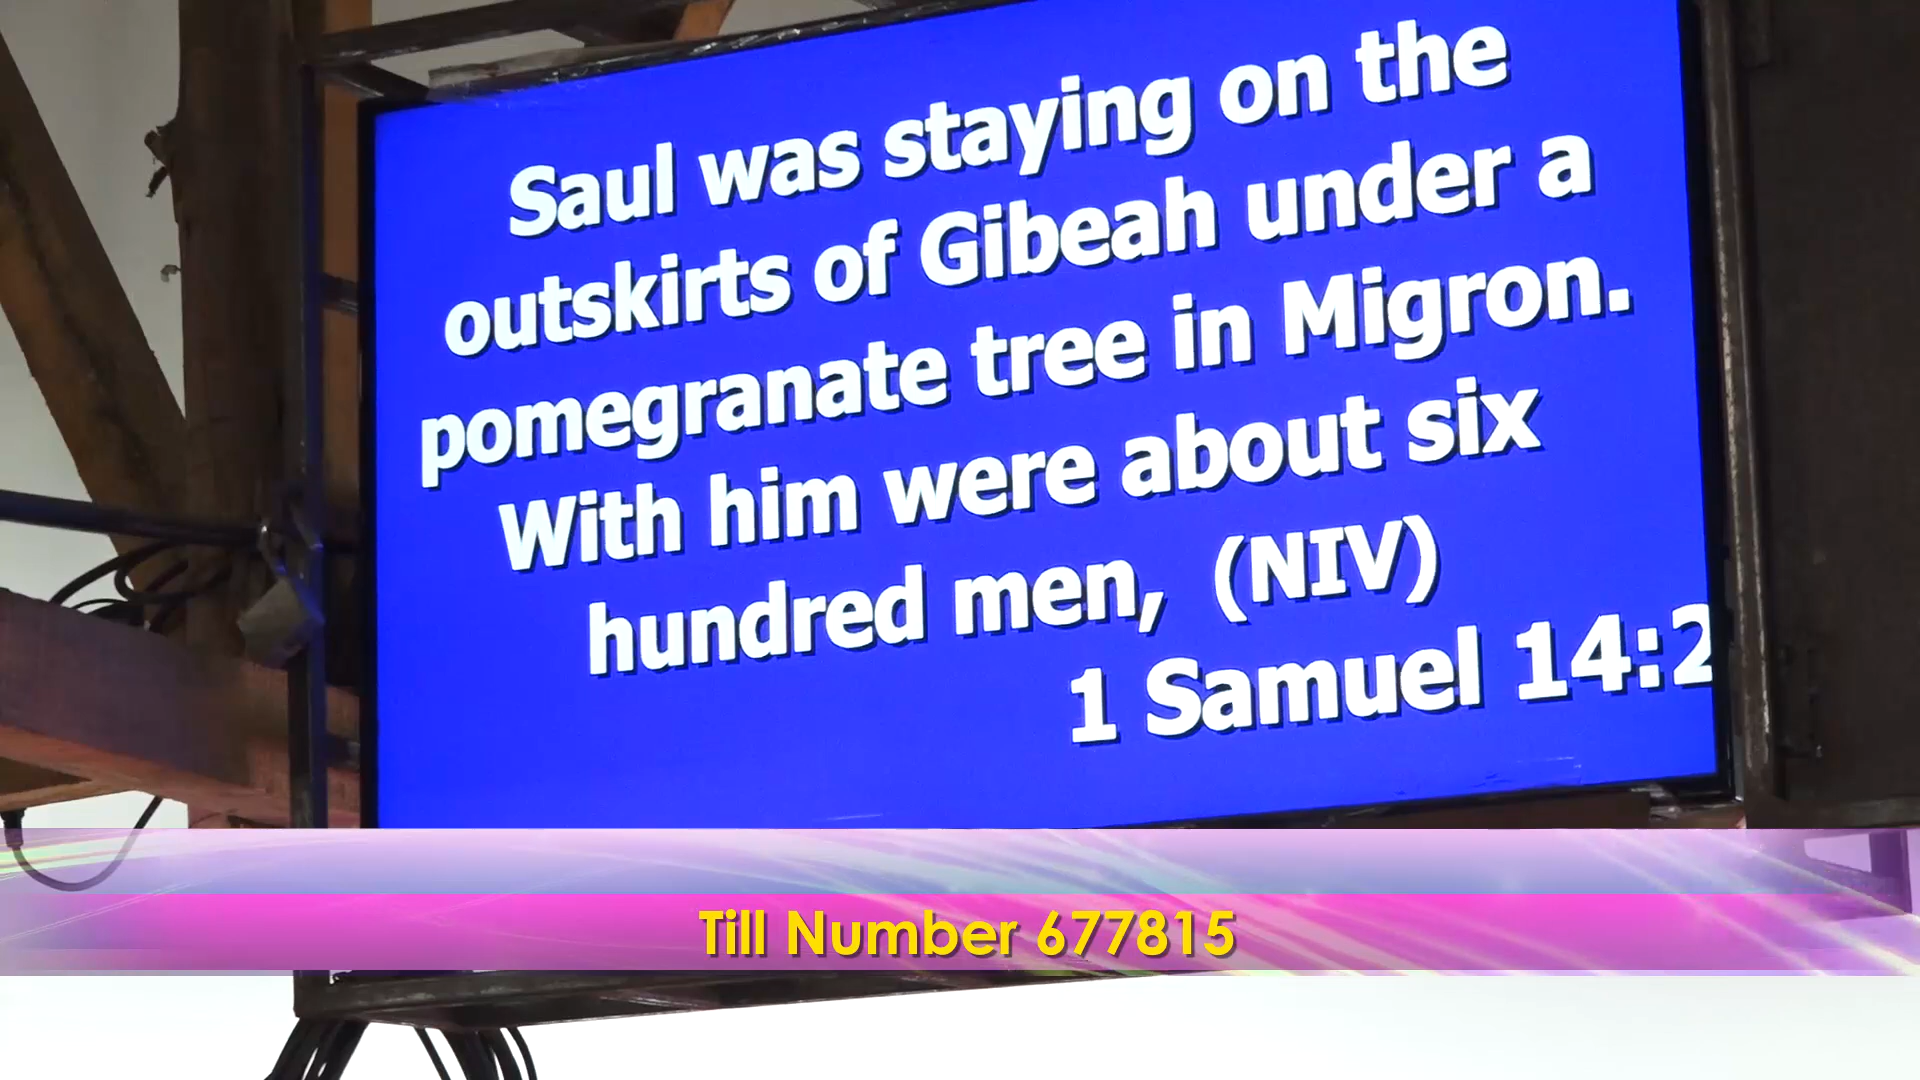 Saul was staying on the
outskirts of Gibeah under a
pomegranate tree in Migron.
With him were about six
hundred men, (NIV)
1 Samuel 14:2
Till Number 677815